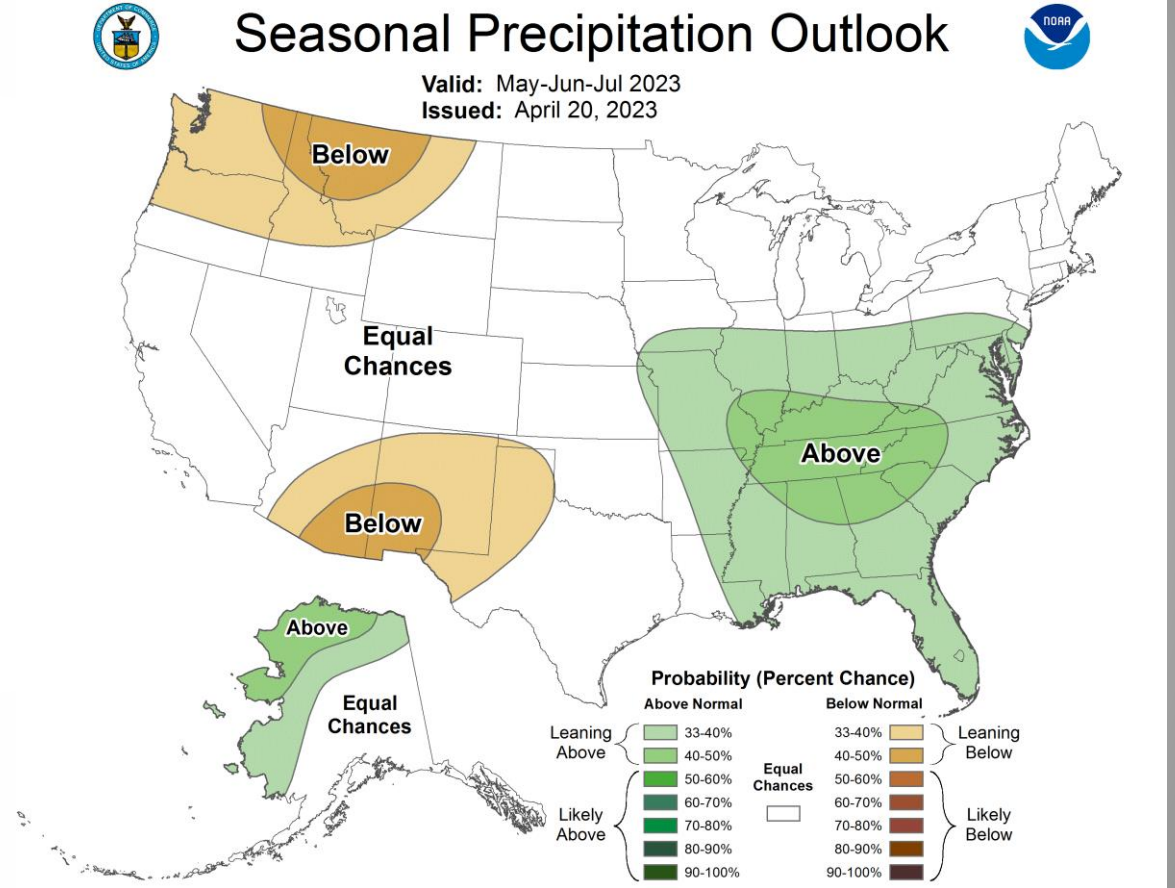 Seasonal Precipitation Outlook
NOAA
Valid: May-Jun-Jul 2023
Issued: April 20, 2023
Below
Equal
Chances
Above
Below
Above
Equal
Chances
Probability (Percent Chance)
Above Normal
Below Normal
Leaning
Above
33-40%
40-50%
Likely
Above
50-60%
60-70%
70-80%
80-90%
90-100%
Equal
Chances
33-40%
40-50%
Leaning
Below
50-60%
60-70%
70-80%
80-90%
90-100%
Likely
Below